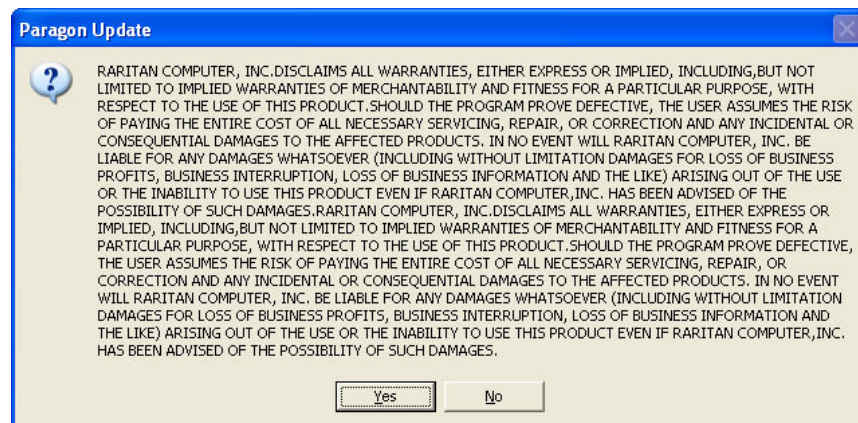 Paragon Update
RARITAN COMPUTER, INC.DISCLAIMS ALL WARRANTIES, EITHER EXPRESS OR IMPLIED, INCLUDING,BUT NOT
LIMITED TO IMPLIED WARRANTIES OF MERCHANTABILITY AND FITNESS FOR A PARTICULAR PURPOSE, WITH
RESPECT TO THE USE OF THIS PRODUCT.SHOULD THE PROGRAM PROVE DEFECTIVE, THE USER ASSUMES THE RISK
OF PAYING THE ENTIRE COST OF ALL NECESSARY SERVICING, REPAIR, OR CORRECTION AND ANY INCIDENTAL OR
CONSEQUENTIAL DAMAGES TO THE AFFECTED PRODUCTS. IN NO EVENT WILL RARITAN COMPUTER, INC. BE
LIABLE FOR ANY DAMAGES WHATSOEVER (INCLUDING WITHOUT LIMITATION DAMAGES FOR LOSS OF BUSINESS
PROFITS, BUSINESS INTERRUPTION, LOSS OF BUSINESS INFORMATION AND THE LIKE) ARISING OUT OF THE USE
OR THE INABILITY TO USE THIS PRODUCT EVEN IF RARITAN COMPUTER,INC. HAS BEEN ADVISED OF THE
POSSIBILITY OF SUCH DAMAGES.RARITAN COMPUTER, INC.DISCLAIMS ALL WARRANTIES, EITHER EXPRESS OR
IMPLIED, INCLUDING,BUT NOT LIMITED TO IMPLIED WARRANTIES OF MERCHANTABILITY AND FITNESS FOR A
PARTICULAR PURPOSE, WITH RESPECT TO THE USE OF THIS PRODUCT.SHOULD THE PROGRAM PROVE DEFECTIVE,
THE USER ASSUMES THE RISK OF PAYING THE ENTIRE COST OF ALL NECESSARY SERVICING, REPAIR, OR
CORRECTION AND ANY INCIDENTAL OR CONSEQUENTIAL DAMAGES TO THE AFFECTED PRODUCTS. IN NO EVENT
WILL RARITAN COMPUTER, INC. BE LIABLE FOR ANY DAMAGES WHATSOEVER (INCLUDING WITHOUT LIMITATION
DAMAGES FOR LOSS OF BUSINESS PROFITS, BUSINESS INTERRUPTION, LOSS OF BUSINESS INFORMATION AND
THE LIKE) ARISING OUT OF THE USE OR THE INABILITY TO USE THIS PRODUCT EVEN IF RARITAN COMPUTER,INC.
HAS BEEN ADVISED OF THE POSSIBILITY OF SUCH DAMAGES.
Yes No